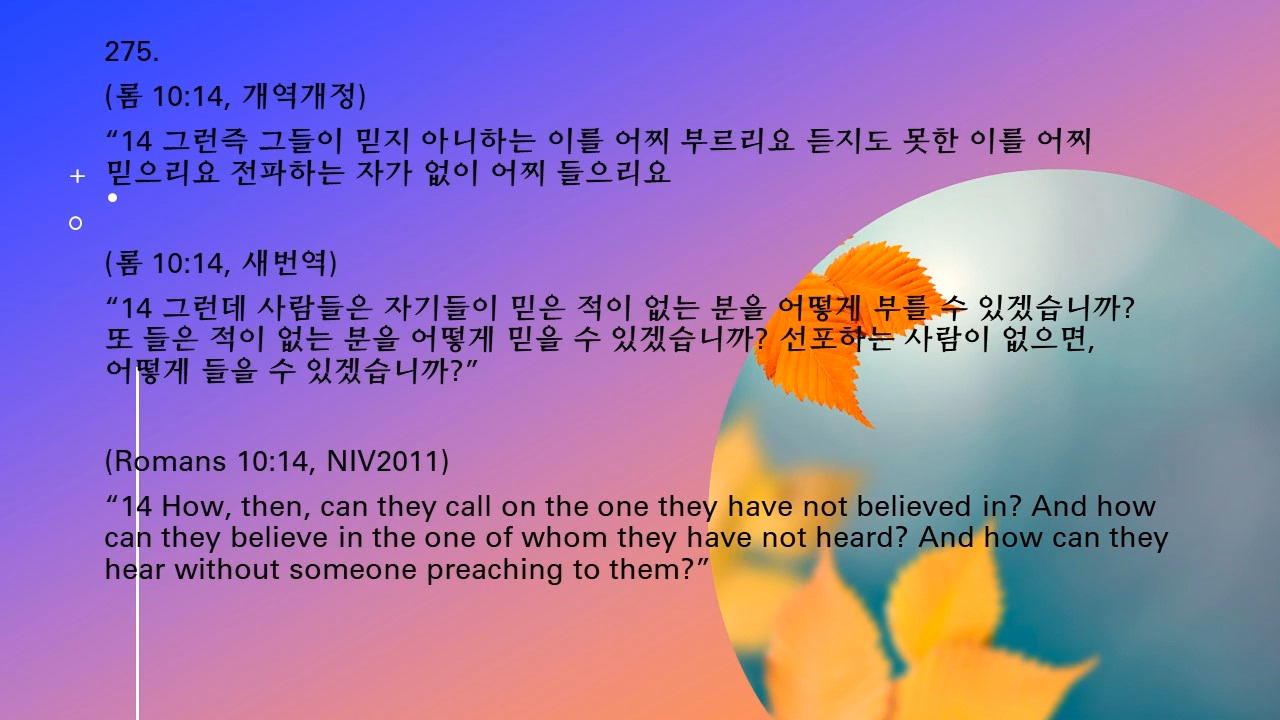 275.
(롬 10:14, 개역개정)
“14 그런즉 그들이 믿지 아니하는 이를 어찌 부르리요 듣지도 못한 이를 어찌
믿으리요 전파하는 자가 없이 어찌 들으리요
(롬 10:14, 새번역)
“14 그런데 사람들은 자기들이 믿은 적이 없는 분을 어떻게 부를 수 있겠습니까?
또 들은 적이 없는 분을 어떻게 믿을 수 있겠습니까? 선포하는 사람이 없으면,
어떻게 들을 수 있겠습니까?”
(Romans 10:14, NIV2011)
“14 How, then, can they call on the one they have not believed in? And how
can they believe in the one of whom they have not heard? And how can they
hear without someone preaching to them?”